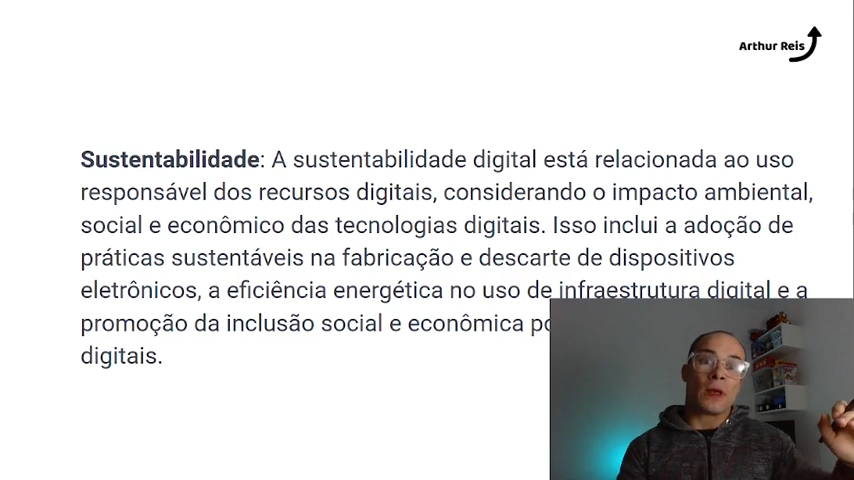 Arthur Reis
Sustentabilidade: A sustentabilidade digital está relacionada ao uso
responsável dos recursos digitais, considerando o impacto ambiental,
social e econômico das tecnologias digitais. Isso inclui a adoção de
práticas sustentáveis na fabricação e descarte de dispositivos
eletrônicos, a eficiência energética no uso de infraestrutura digital e a
promoção da inclusão social e econômica
digitais.